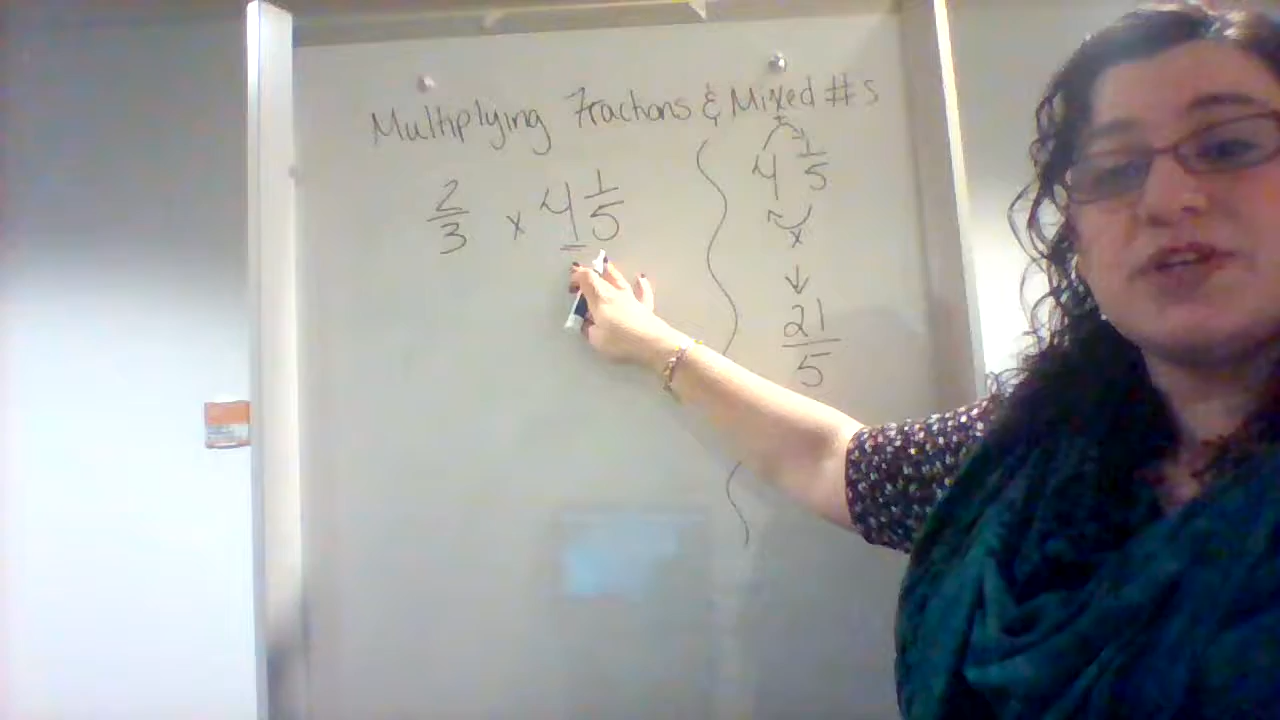 Multiplying Fractions & Mixed #s
2/3 x 4 1/5
+
4 1/5
x
↓
21/5